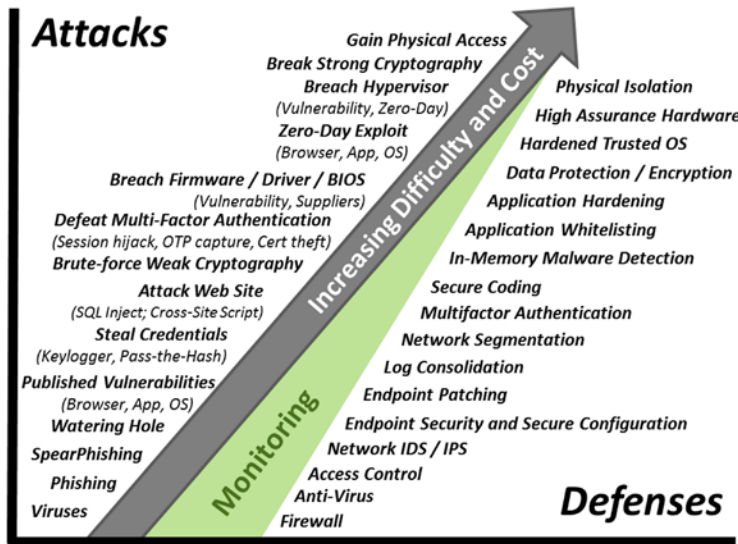 Attacks
Gain Physical Access
Break Strong Cryptography
Breach Hypervisor
(Vulnerability, Zero-Day)
Zero-Day Exploit
(Browser, App, OS)
Breach Firmware / Driver / BIOS
(Vulnerability, Suppliers)
Defeat Multi-Factor Authentication
(Session hijack, OTP capture, Cert theft)
Brute-force Weak Cryptography
Attack Web Site
(SQL Inject; Cross-Site Script)
Steal Credentials
(Keylogger, Pass-the-Hash)
Published Vulnerabilities
(Browser, App, OS)
Watering Hole
SpearPhishing
Phishing
Viruses
Increasing Difficulty and Cost
Monitoring
Physical Isolation
High Assurance Hardware
Hardened Trusted OS
Data Protection / Encryption
Application Hardening
Application Whitelisting
In-Memory Malware Detection
Secure Coding
Multifactor Authentication
Network Segmentation
Log Consolidation
Endpoint Patching
Endpoint Security and Secure Configuration
Network IDS / IPS
Access Control
Anti-Virus
Firewall
Defenses